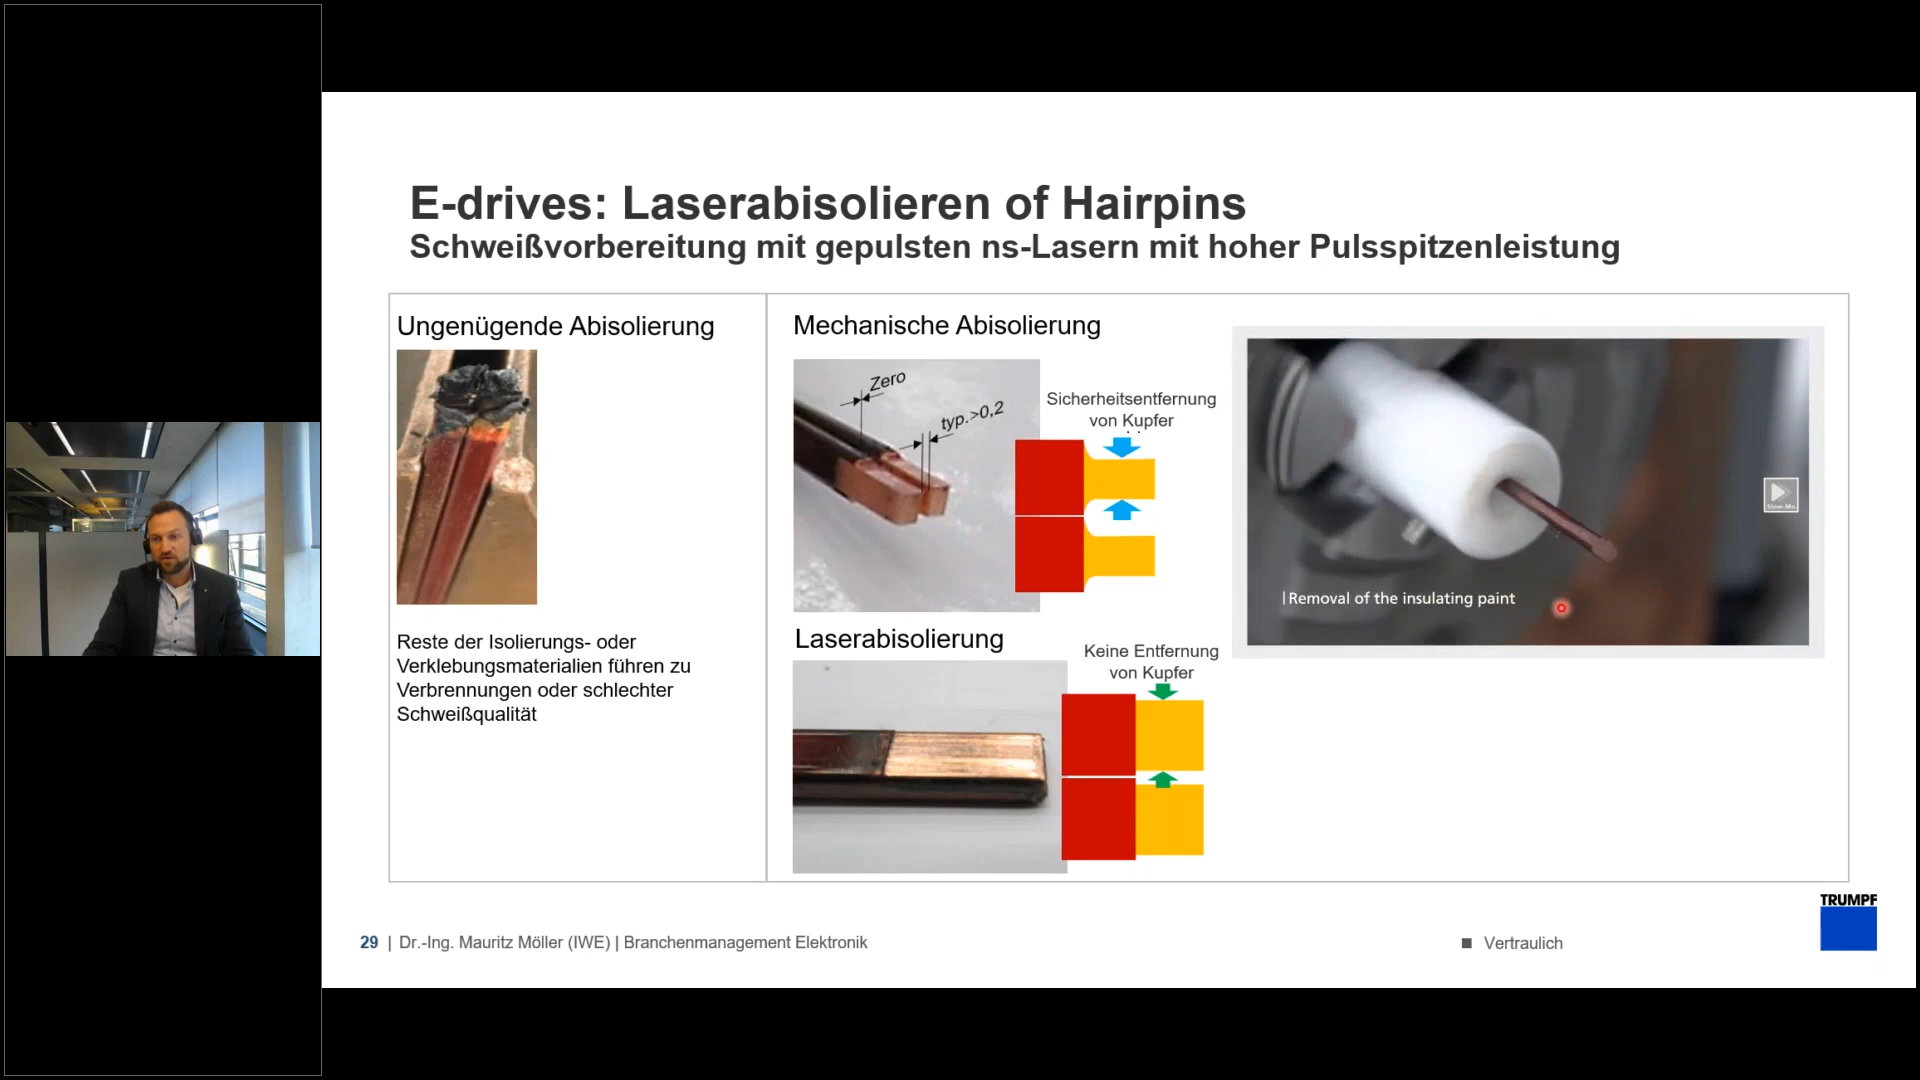 E-drives: Laserabisolieren of Hairpins
Schweißvorbereitung mit gepulsten ns-Lasern mit hoher Pulsspitzenleistung
Ungenügende Abisolierung
Reste der Isolierungs- oder
Verklebungsmaterialien führen zu
Verbrennungen oder schlechter
Schweißqualität
Mechanische Abisolierung
Zero
typ.>0,2
Sicherheitsentfernung
von Kupfer
Laserabisolierung
Keine Entfernung
von Kupfer
Slow-Mo
|Removal of the insulating paint
29 | Dr.-Ing. Mauritz Möller (IWE) | Branchenmanagement Elektronik
Vertraulich
TRUMPF